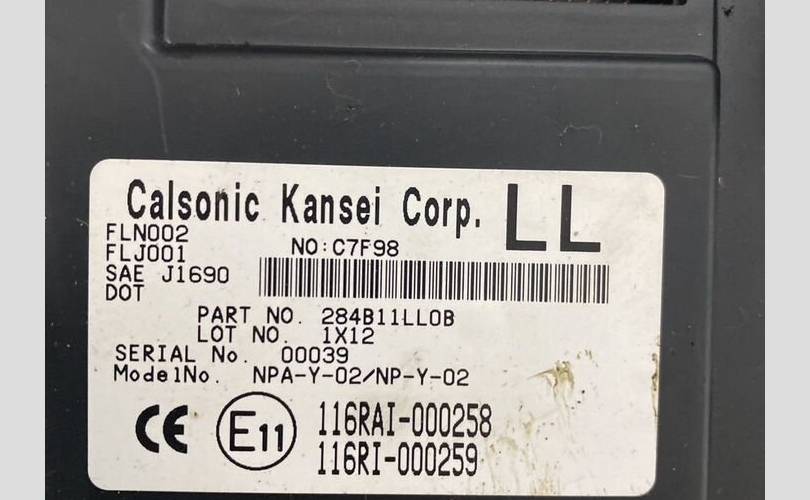 Calsonic Kansei Corp. LL
FLN002
NO:C7F98
FLJ001
SAE J1690
DOT
PART NO. 284B11LL0B
LOT NO. 1X12
SERIAL No. 00039
ModelNo. NPA-Y-02/NP-Y-02
CE E11 116RAI-000258
116RI-000259